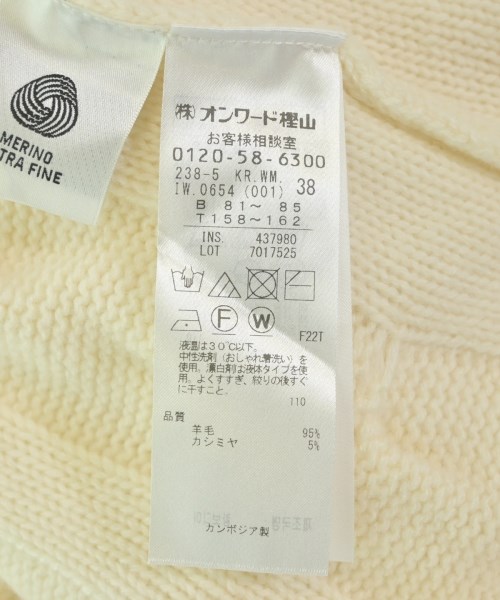 MERINO
TRA FINE
(株) オンワード樫山
お客様相談室
0120-58-6300
238-5 KR.WM.
IW.0654 (001) 38
B 81～ 85
T 158～162
INS. 437980
LOT 7017525
F W
F22T
液温は30℃以下。
中性洗剤(おしゃれ着洗い)を
使用。漂白剤は液体タイプを使
用。よくすすぎ、絞りの後すぐ
に干すこと。
110
品質
羊毛 95%
カシミヤ 5%
カンボジア製